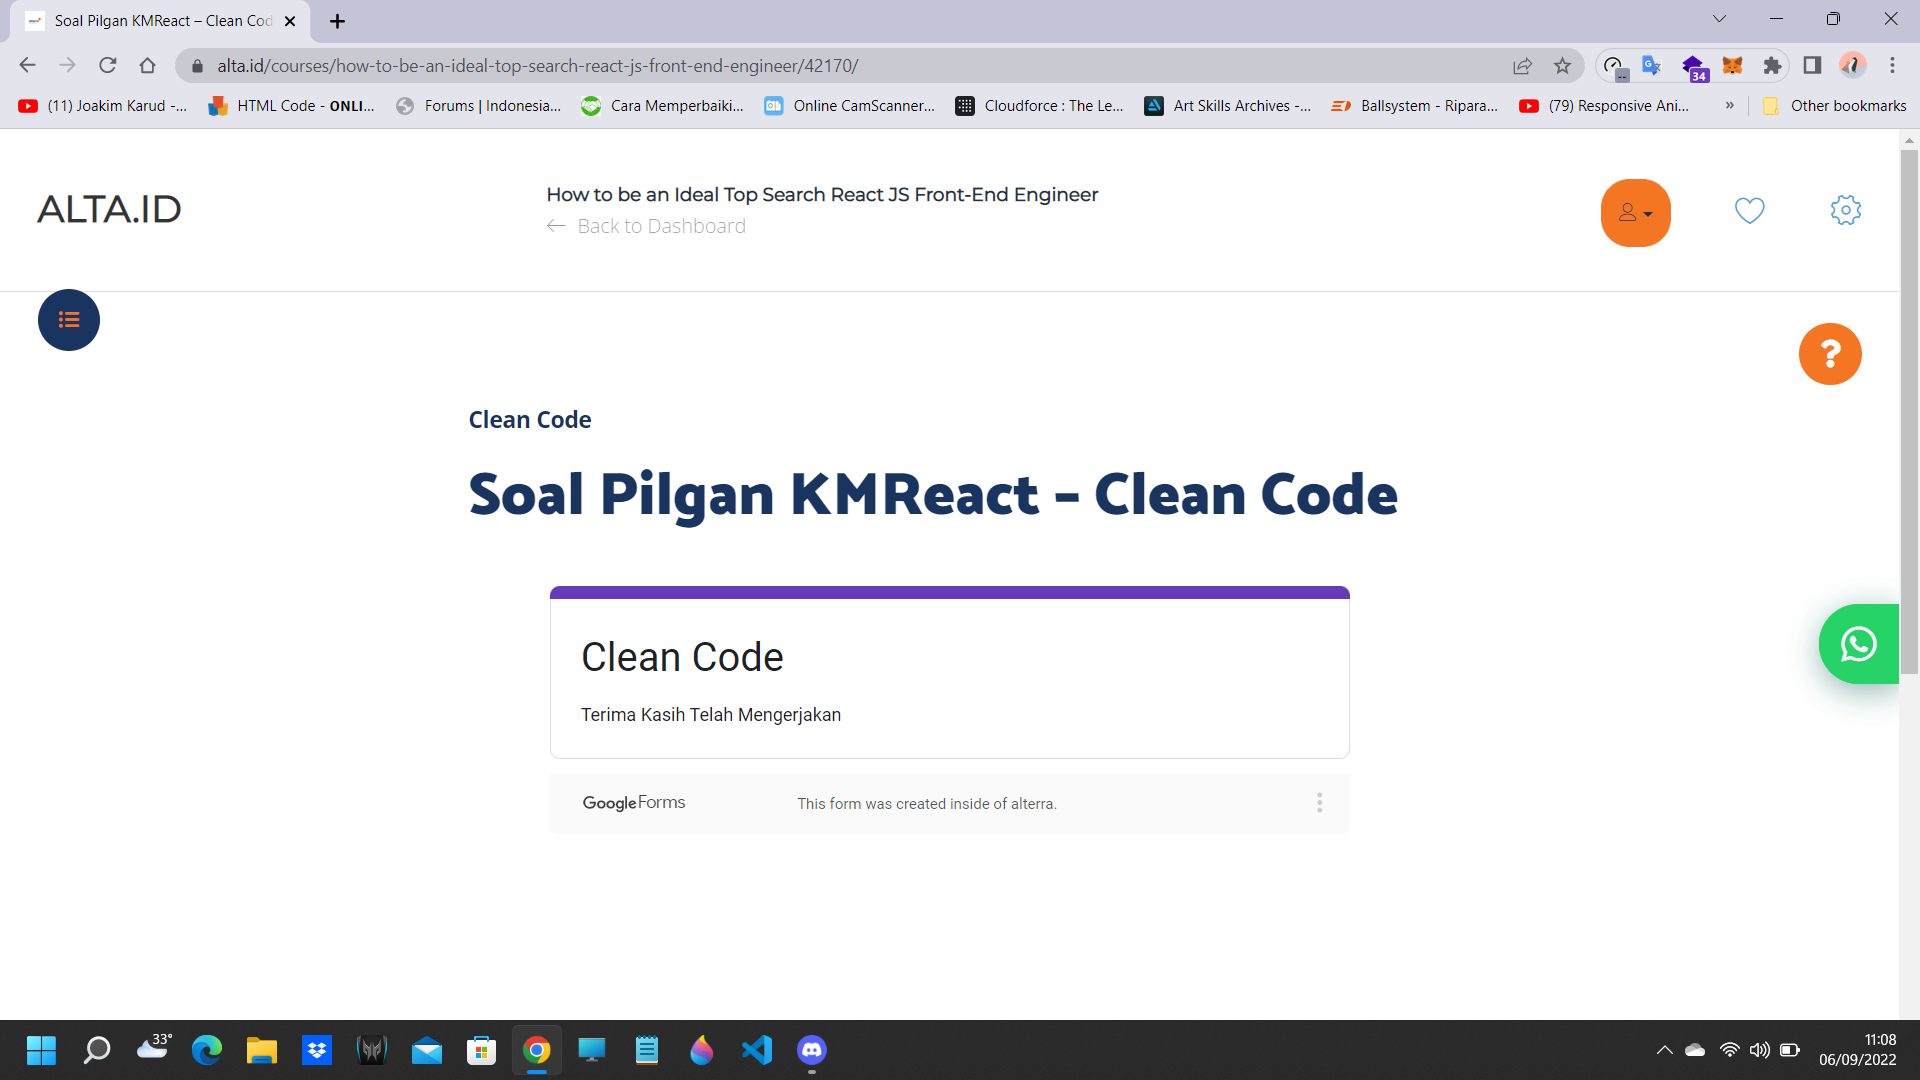 Soal Pilgan KMReact – Clean Cod
alta.id/courses/how-to-be-an-ideal-top-search-react-js-front-end-engineer/42170/
34
(11) Joakim Karud -...
HTML Code - ONLI...
Forums | Indonesia...
Cara Memperbaiki...
Online CamScanner...
Cloudforce : The Le...
Art Skills Archives -...
Ballsystem - Ripara...
(79) Responsive Ani...
»
Other bookmarks
ALTA.ID
How to be an Ideal Top Search React JS Front-End Engineer
← Back to Dashboard
?
Clean Code
Soal Pilgan KMReact – Clean Code
Clean Code
Terima Kasih Telah Mengerjakan
Google Forms
This form was created inside of alterra.
33°
11:08
06/09/2022